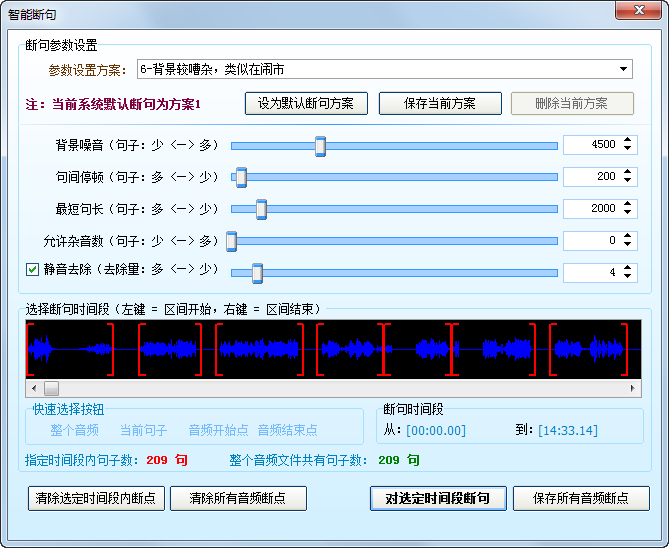 智能断句
断句参数设置
参数设置方案： 6-背景较嘈杂，类似在闹市
注：当前系统默认断句为方案1 设为默认断句方案 保存当前方案 删除当前方案
背景噪音（句子：少 <—> 多） 4500
句间停顿（句子：多 <—> 少） 200
最短句长（句子：多 <—> 少） 2000
允许杂音数（句子：少 <—> 多） 0
静音去除（去除量：多 <—> 少） 4
选择断句时间段（左键 = 区间开始，右键 = 区间结束）
快速选择按钮 断句时间段
整个音频 当前句子 音频开始点 音频结束点 从：[00:00.00] 到：[14:33.14]
指定时间段内句子数：209 句 整个音频文件共有句子数： 209 句
清除选定时间段内断点 清除所有音频断点 对选定时间段断句 保存所有音频断点